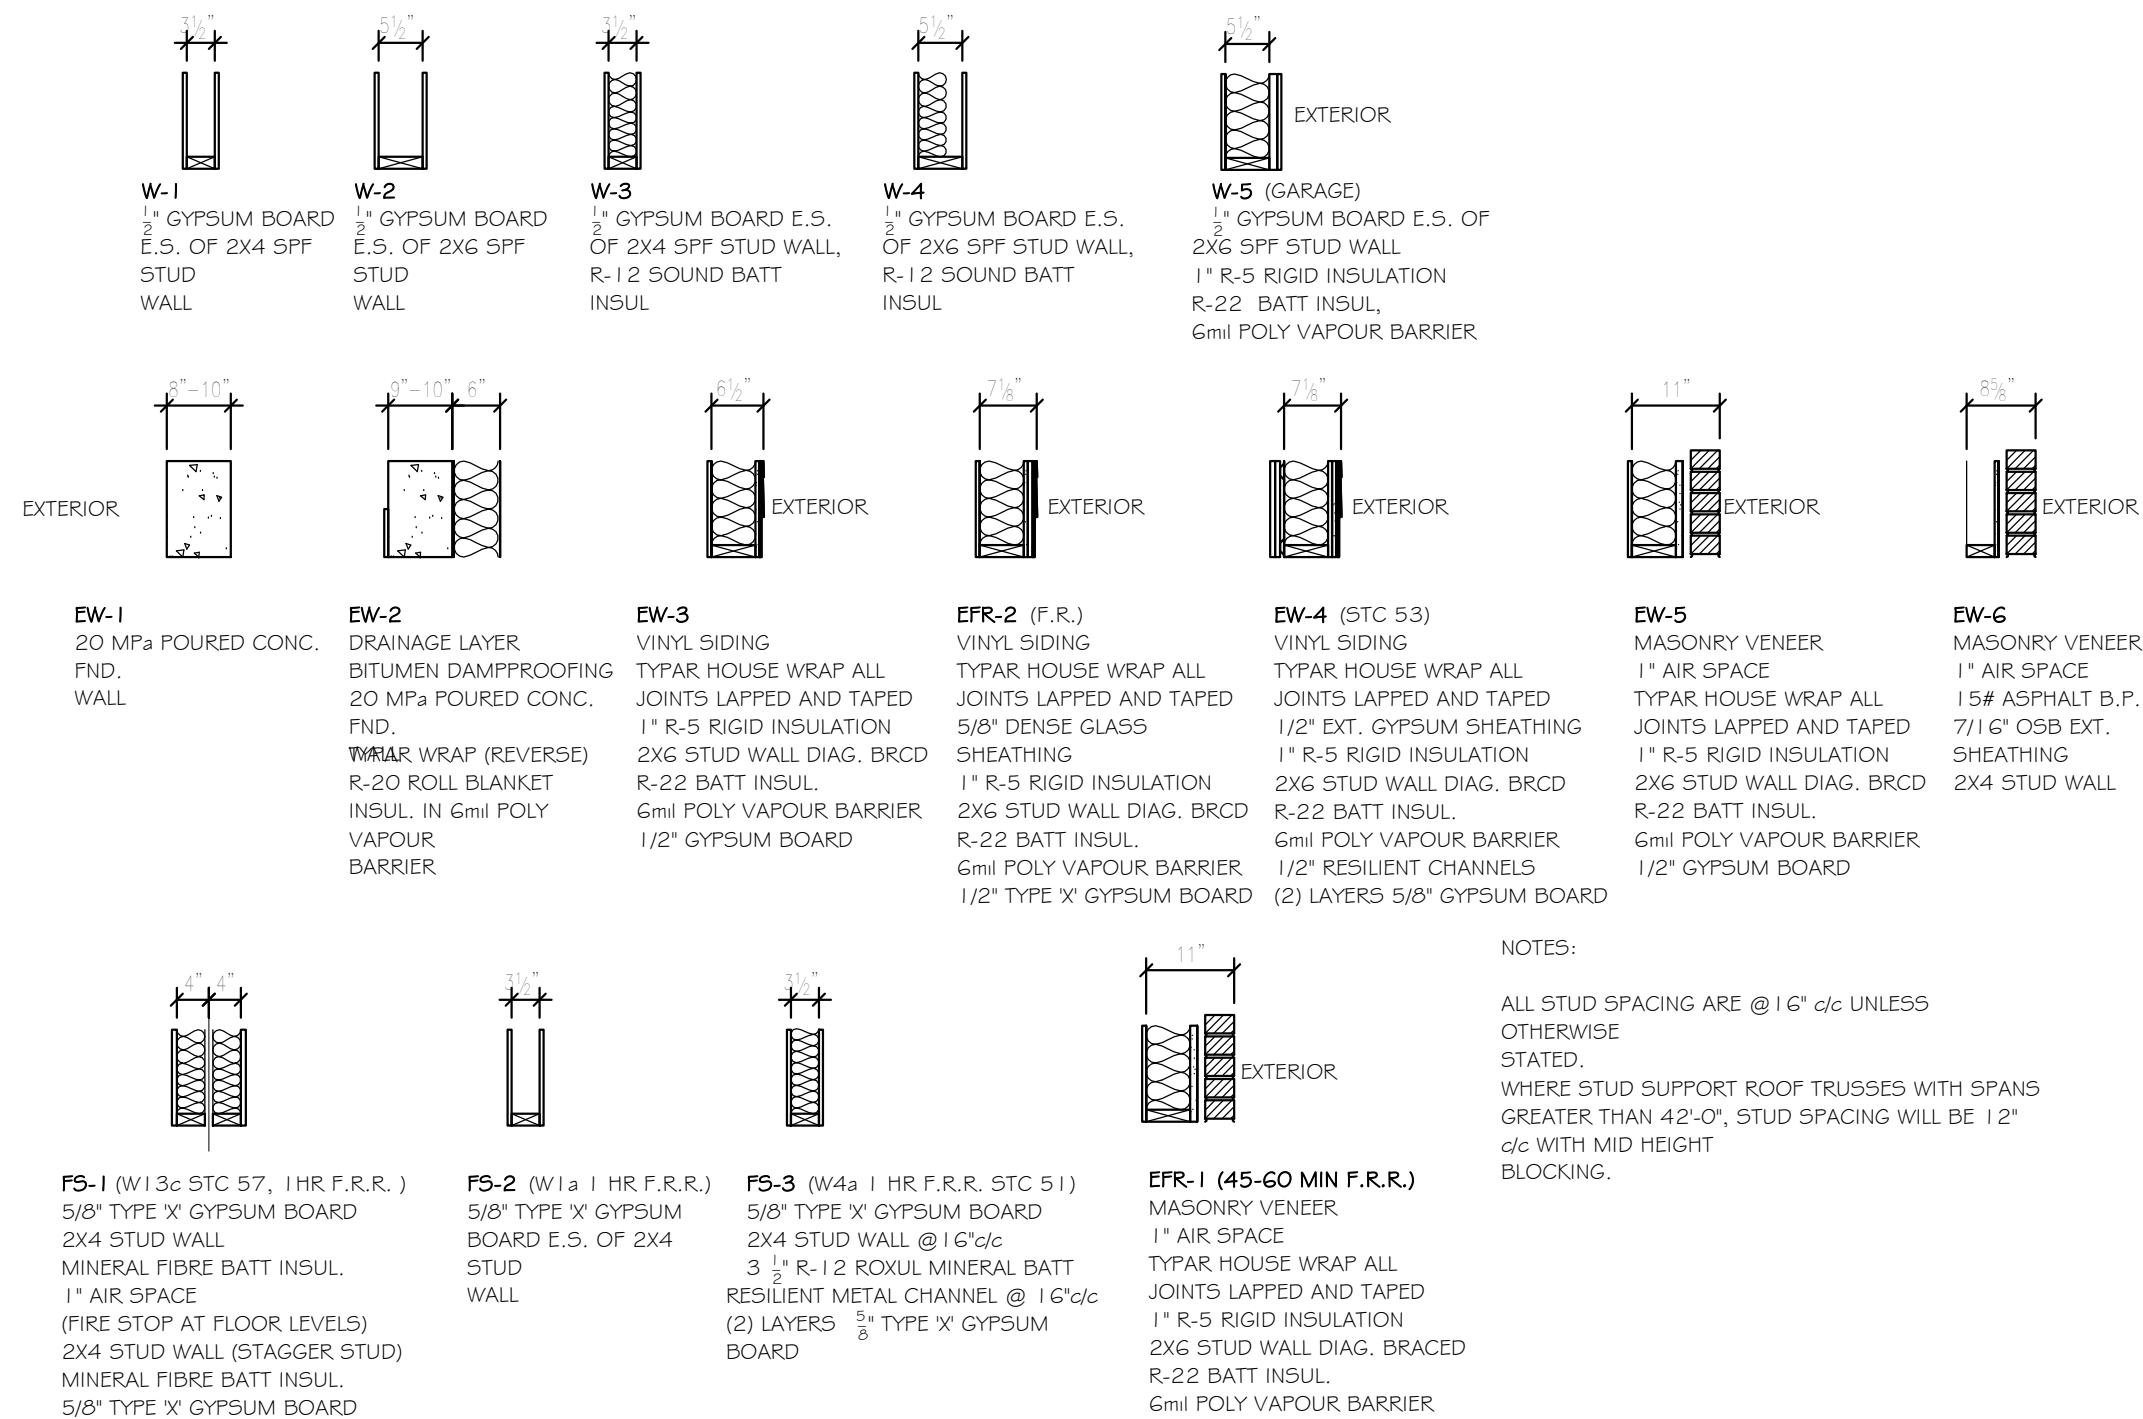 3½"
5½"
3½"
5½"
5½"
EXTERIOR
W-1
½" GYPSUM BOARD
E.S. OF 2X4 SPF
STUD
WALL
W-2
½" GYPSUM BOARD
E.S. OF 2X6 SPF
STUD
WALL
W-3
½" GYPSUM BOARD E.S.
OF 2X4 SPF STUD WALL,
R-12 SOUND BATT
INSUL
W-4
½" GYPSUM BOARD E.S.
OF 2X6 SPF STUD WALL,
R-12 SOUND BATT
INSUL
W-5 (GARAGE)
½" GYPSUM BOARD E.S. OF
2X6 SPF STUD WALL
1" R-5 RIGID INSULATION
R-22 BATT INSUL,
6mil POLY VAPOUR BARRIER
8"-10"
EXTERIOR
9"-10" 6"
6½"
EXTERIOR
7⅛"
EXTERIOR
7⅛"
EXTERIOR
11"
EXTERIOR
8⅝"
EXTERIOR
EW-1
20 MPa POURED CONC.
FND.
WALL
EW-2
DRAINAGE LAYER
BITUMEN DAMPPROOFING
20 MPa POURED CONC.
FND.
WALL
TYPAR WRAP (REVERSE)
R-20 ROLL BLANKET
INSUL. IN 6mil POLY
VAPOUR
BARRIER
EW-3
VINYL SIDING
TYPAR HOUSE WRAP ALL
JOINTS LAPPED AND TAPED
1" R-5 RIGID INSULATION
2X6 STUD WALL DIAG. BRCD
R-22 BATT INSUL.
6mil POLY VAPOUR BARRIER
1/2" GYPSUM BOARD
EFR-2 (F.R.)
VINYL SIDING
TYPAR HOUSE WRAP ALL
JOINTS LAPPED AND TAPED
5/8" DENSE GLASS
SHEATHING
1" R-5 RIGID INSULATION
2X6 STUD WALL DIAG. BRCD
R-22 BATT INSUL.
6mil POLY VAPOUR BARRIER
1/2" TYPE 'X' GYPSUM BOARD
EW-4 (STC 53)
VINYL SIDING
TYPAR HOUSE WRAP ALL
JOINTS LAPPED AND TAPED
1/2" EXT. GYPSUM SHEATHING
1" R-5 RIGID INSULATION
2X6 STUD WALL DIAG. BRCD
R-22 BATT INSUL.
6mil POLY VAPOUR BARRIER
1/2" RESILIENT CHANNELS
(2) LAYERS 5/8" GYPSUM BOARD
EW-5
MASONRY VENEER
1" AIR SPACE
TYPAR HOUSE WRAP ALL
JOINTS LAPPED AND TAPED
1" R-5 RIGID INSULATION
2X6 STUD WALL DIAG. BRCD
R-22 BATT INSUL.
6mil POLY VAPOUR BARRIER
1/2" GYPSUM BOARD
EW-6
MASONRY VENEER
1" AIR SPACE
15# ASPHALT B.P.
7/16" OSB EXT.
SHEATHING
2X4 STUD WALL
4" 4"
3½"
3½"
11"
EXTERIOR
FS-1 (W13c STC 57, 1HR F.R.R. )
5/8" TYPE 'X' GYPSUM BOARD
2X4 STUD WALL
MINERAL FIBRE BATT INSUL.
1" AIR SPACE
(FIRE STOP AT FLOOR LEVELS)
2X4 STUD WALL (STAGGER STUD)
MINERAL FIBRE BATT INSUL.
5/8" TYPE 'X' GYPSUM BOARD
FS-2 (W1a 1 HR F.R.R.)
5/8" TYPE 'X' GYPSUM
BOARD E.S. OF 2X4
STUD
WALL
FS-3 (W4a 1 HR F.R.R. STC 51)
5/8" TYPE 'X' GYPSUM BOARD
2X4 STUD WALL @16"c/c
3 ½" R-12 ROXUL MINERAL BATT
RESILIENT METAL CHANNEL @ 16"c/c
(2) LAYERS ⅝" TYPE 'X' GYPSUM
BOARD
EFR-1 (45-60 MIN F.R.R.)
MASONRY VENEER
1" AIR SPACE
TYPAR HOUSE WRAP ALL
JOINTS LAPPED AND TAPED
1" R-5 RIGID INSULATION
2X6 STUD WALL DIAG. BRACED
R-22 BATT INSUL.
6mil POLY VAPOUR BARRIER
NOTES:
ALL STUD SPACING ARE @16" c/c UNLESS
OTHERWISE
STATED.
WHERE STUD SUPPORT ROOF TRUSSES WITH SPANS
GREATER THAN 42'-0", STUD SPACING WILL BE 12"
c/c WITH MID HEIGHT
BLOCKING.